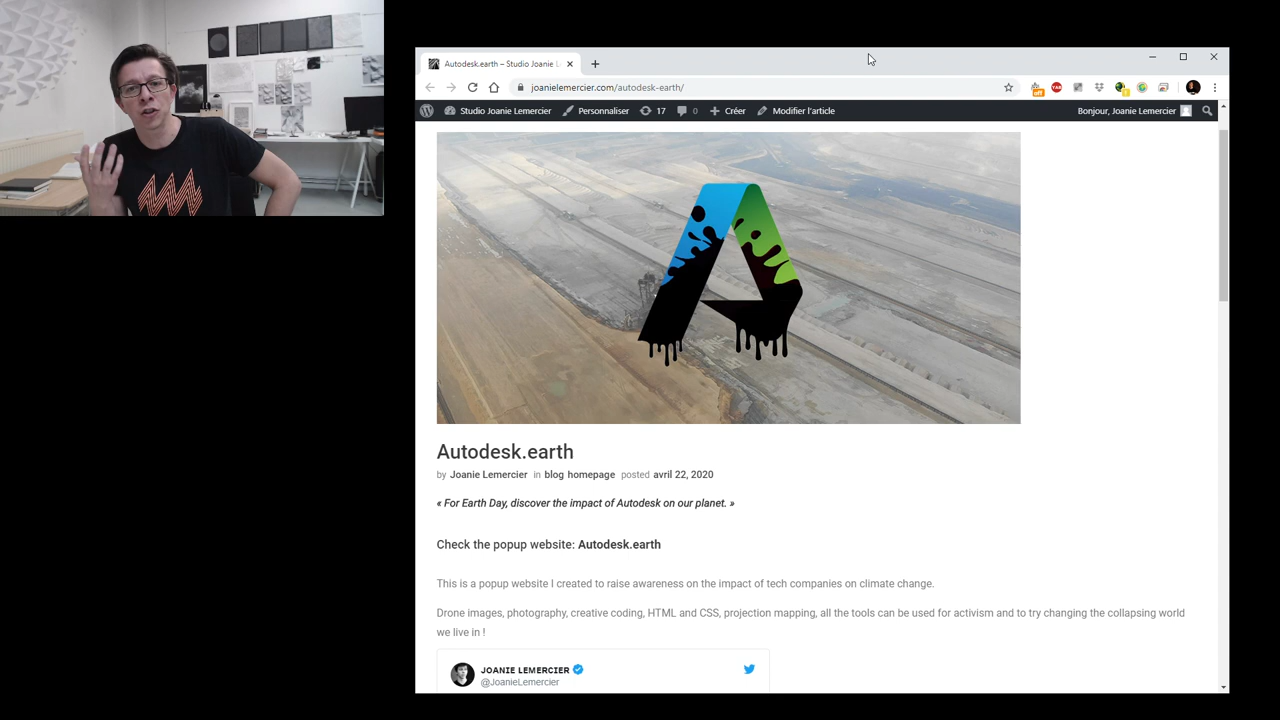 Autodesk.earth – Studio Joanie L
joanielemercier.com/autodesk-earth/
Studio Joanie Lemercier Personnaliser 17 0 Créer Modifier l'article Bonjour, Joanie Lemercier
Autodesk.earth
by Joanie Lemercier in blog homepage posted avril 22, 2020
« For Earth Day, discover the impact of Autodesk on our planet. »
Check the popup website: Autodesk.earth
This is a popup website I created to raise awareness on the impact of tech companies on climate change.
Drone images, photography, creative coding, HTML and CSS, projection mapping, all the tools can be used for activism and to try changing the collapsing world
we live in !
JOANIE LEMERCIER
@JoanieLemercier